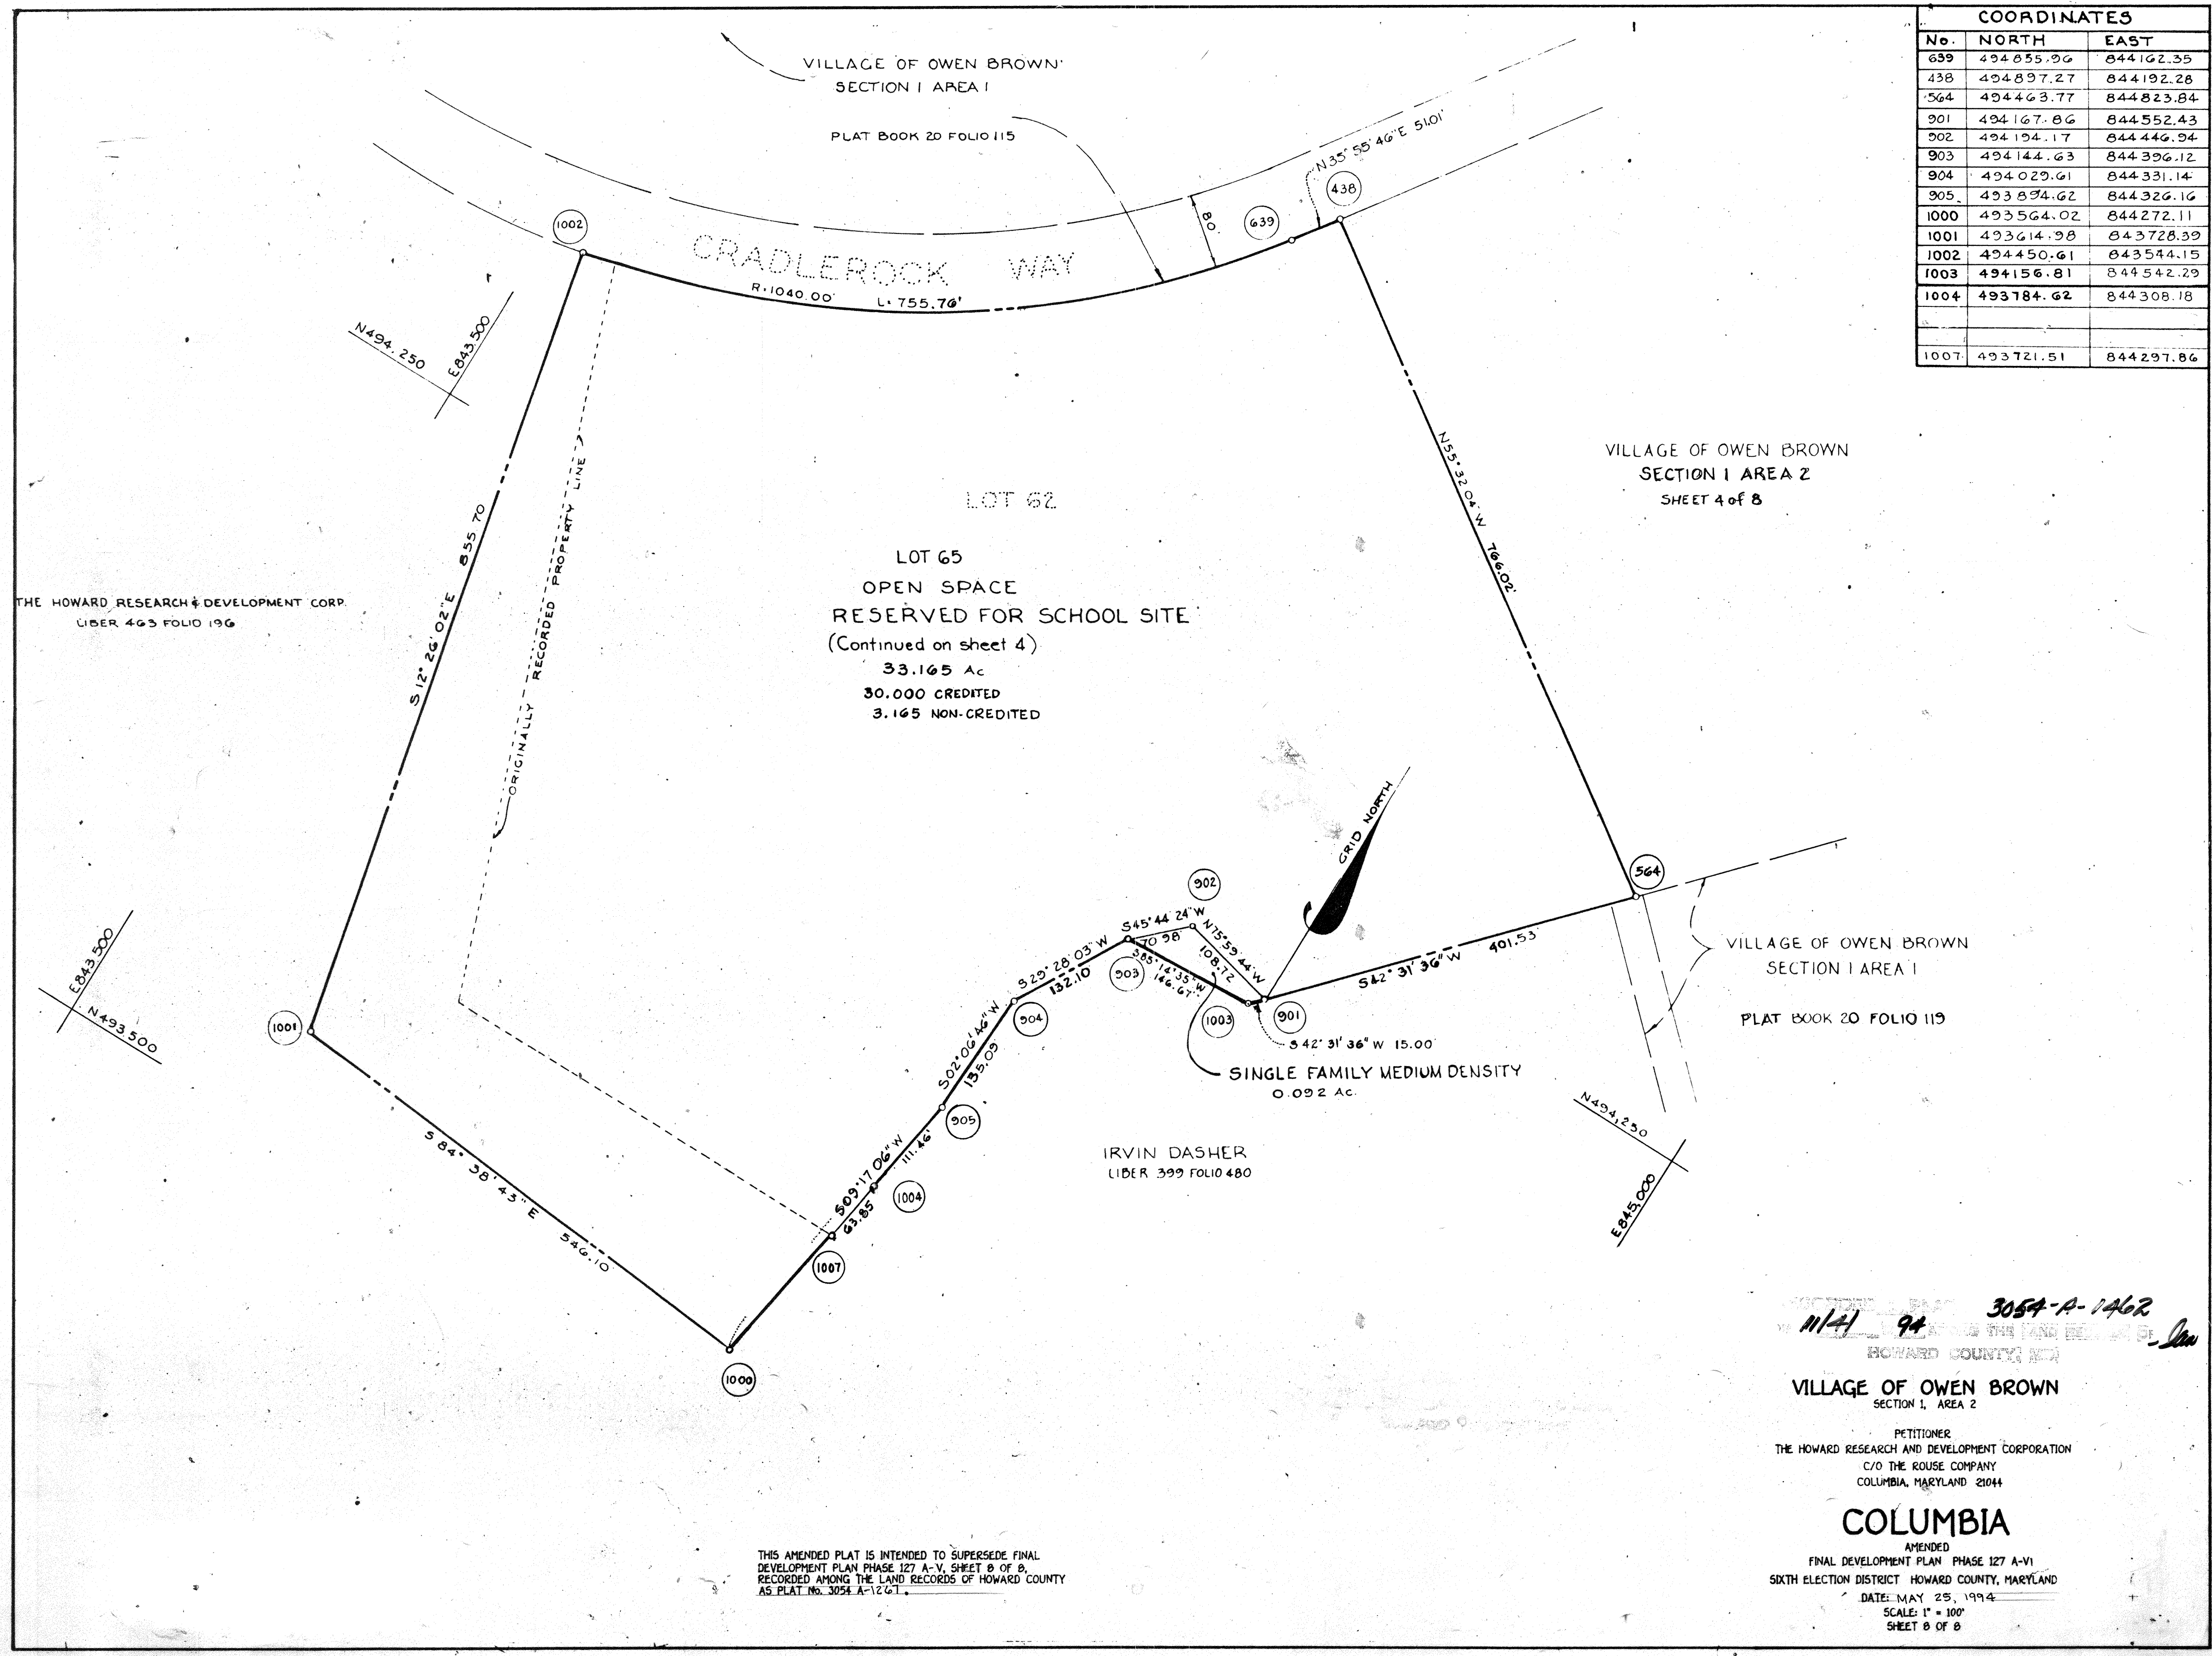 COORDINATES
No. NORTH EAST
639 494855.96 844162.35
438 494897.27 844192.28
564 494463.77 844823.84
901 494167.86 844552.43
902 494194.17 844446.94
903 494144.63 844396.12
904 494029.61 844331.14
905 493894.62 844326.16
1000 493564.02 844272.11
1001 493614.98 843728.39
1002 494450.61 843544.15
1003 494156.81 844542.29
1004 493784.62 844308.18
1007 493721.51 844297.86
VILLAGE OF OWEN BROWN
SECTION 1 AREA 1
PLAT BOOK 20 FOLIO 115
N35° 55' 46"E 51.01'
438
639
1002
80'
CRADLEROCK WAY
R=1040.00' L=755.76'
N494,250
E843,500
ORIGINALLY RECORDED PROPERTY LINE
S 12° 26' 02"E 855.70
N55° 32' 04" W 766.02'
VILLAGE OF OWEN BROWN
SECTION 1 AREA 2
SHEET 4 of 8
LOT 62
LOT 65
OPEN SPACE
RESERVED FOR SCHOOL SITE
(Continued on sheet 4)
33.165 Ac
30.000 CREDITED
3.165 NON-CREDITED
THE HOWARD RESEARCH & DEVELOPMENT CORP.
LIBER 463 FOLIO 196
GRID NORTH
564
902
S45° 44' 24" W
70.98
N75° 59' 44" W
108.72
S85° 14' 35" W
146.67'
903
S29° 28' 03" W
132.10
904
1003
901
S42° 31' 36" W 401.53
S 42° 31' 36" W 15.00'
SINGLE FAMILY MEDIUM DENSITY
0.092 Ac.
VILLAGE OF OWEN BROWN
SECTION 1 AREA 1
PLAT BOOK 20 FOLIO 119
E843,500
N493,500
1001
S02° 06' 46" W
135.09
905
S09° 17' 06" W
111.46'
1004
63.85
1007
S 84° 38' 43" E 546.10
1000
IRVIN DASHER
LIBER 399 FOLIO 480
N494,250
E845,000
3054-A-1462
94
HOWARD COUNTY, MD
VILLAGE OF OWEN BROWN
SECTION 1, AREA 2
PETITIONER
THE HOWARD RESEARCH AND DEVELOPMENT CORPORATION
C/O THE ROUSE COMPANY
COLUMBIA, MARYLAND 21044
COLUMBIA
AMENDED
FINAL DEVELOPMENT PLAN PHASE 127 A-VI
SIXTH ELECTION DISTRICT HOWARD COUNTY, MARYLAND
DATE: MAY 25, 1994
SCALE: 1" = 100'
SHEET 8 OF 8
THIS AMENDED PLAT IS INTENDED TO SUPERSEDE FINAL
DEVELOPMENT PLAN PHASE 127 A-V, SHEET 8 OF 8,
RECORDED AMONG THE LAND RECORDS OF HOWARD COUNTY
AS PLAT No. 3054 A-1267.